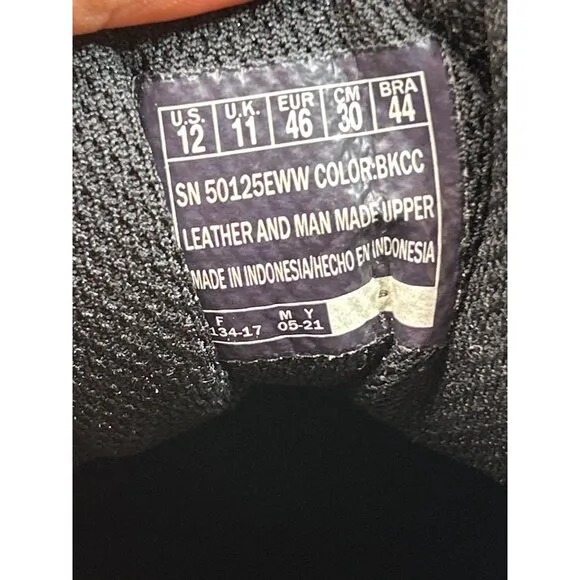 U.S. U.K. EUR CM BRA
12 11 46 30 44
SN 50125EWW COLOR:BKCC
LEATHER AND MAN MADE UPPER
MADE IN INDONESIA/HECHO EN INDONESIA
F M Y
134-17 05-21